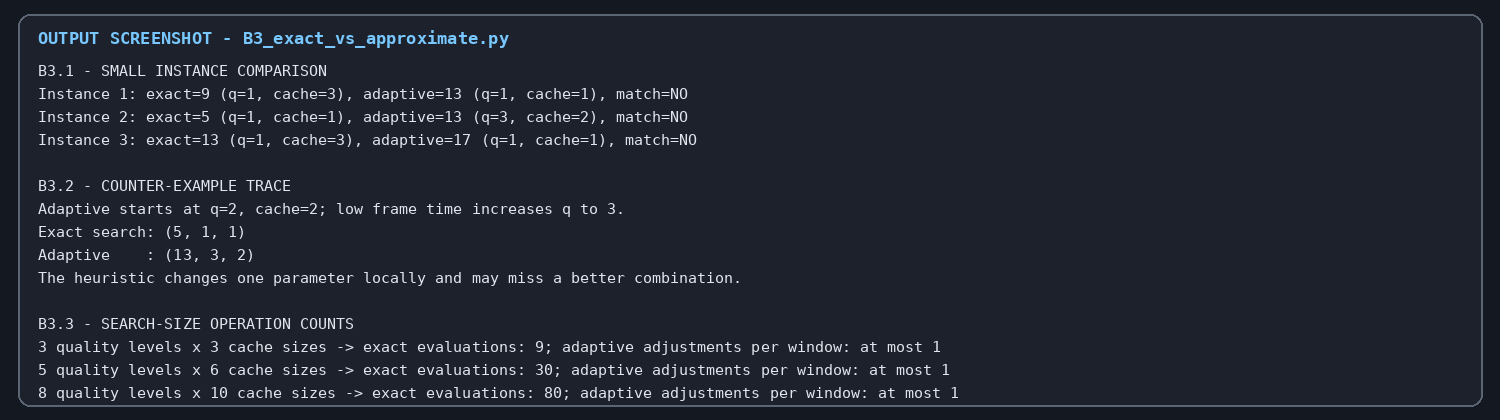 OUTPUT SCREENSHOT - B3_exact_vs_approximate.py
B3.1 - SMALL INSTANCE COMPARISON
Instance 1: exact=9 (q=1, cache=3), adaptive=13 (q=1, cache=1), match=NO
Instance 2: exact=5 (q=1, cache=1), adaptive=13 (q=3, cache=2), match=NO
Instance 3: exact=13 (q=1, cache=3), adaptive=17 (q=1, cache=1), match=NO
B3.2 - COUNTER-EXAMPLE TRACE
Adaptive starts at q=2, cache=2; low frame time increases q to 3.
Exact search: (5, 1, 1)
Adaptive    : (13, 3, 2)
The heuristic changes one parameter locally and may miss a better combination.
B3.3 - SEARCH-SIZE OPERATION COUNTS
3 quality levels x 3 cache sizes -> exact evaluations: 9; adaptive adjustments per window: at most 1
5 quality levels x 6 cache sizes -> exact evaluations: 30; adaptive adjustments per window: at most 1
8 quality levels x 10 cache sizes -> exact evaluations: 80; adaptive adjustments per window: at most 1